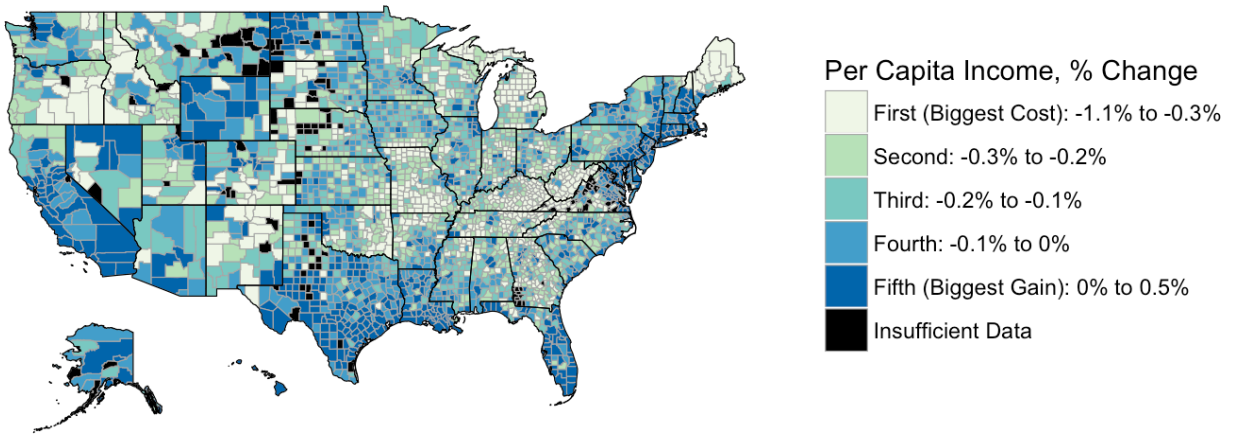 Per Capita Income, % Change
First (Biggest Cost): -1.1% to -0.3%
Second: -0.3% to -0.2%
Third: -0.2% to -0.1%
Fourth: -0.1% to 0%
Fifth (Biggest Gain): 0% to 0.5%
Insufficient Data